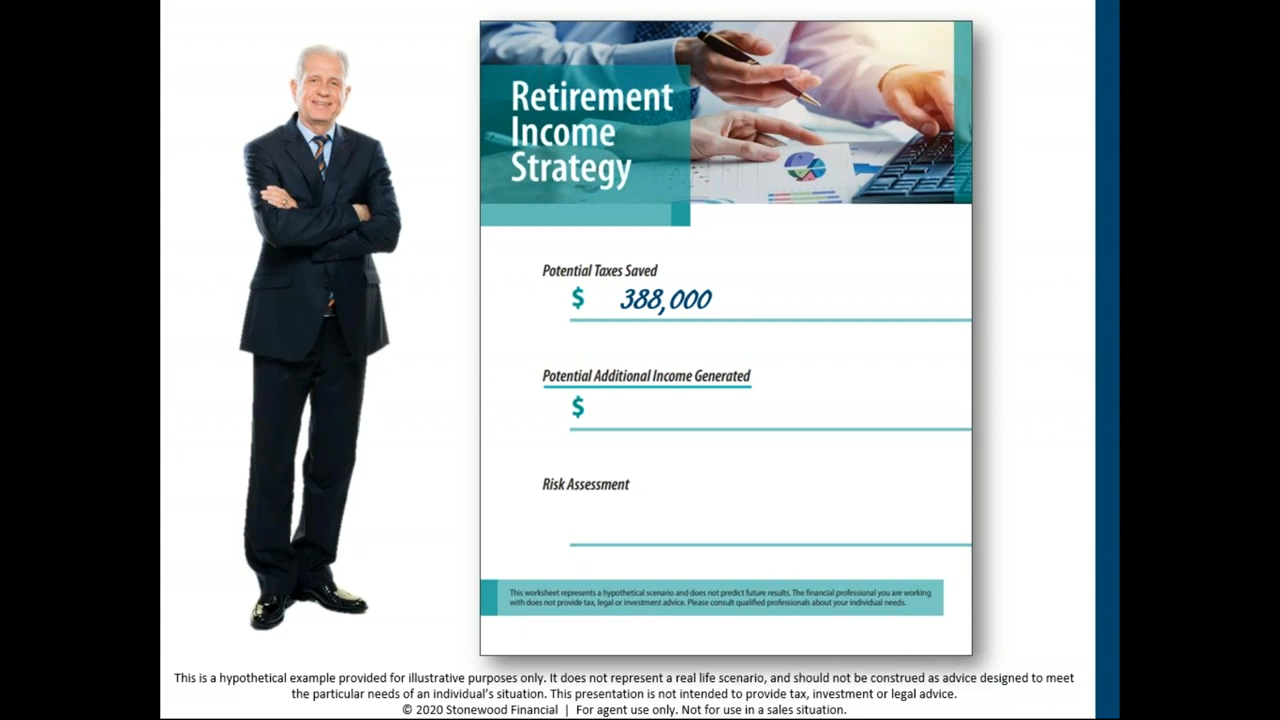 Retirement
Income
Strategy
Potential Taxes Saved
$ 388,000
Potential Additional Income Generated
$
Risk Assessment
This worksheet represents a hypothetical scenario and does not predict future results. The financial professional you are working
with does not provide tax, legal or investment advice. Please consult qualified professionals about your individual needs.
This is a hypothetical example provided for illustrative purposes only. It does not represent a real life scenario, and should not be construed as advice designed to meet
the particular needs of an individual’s situation. This presentation is not intended to provide tax, investment or legal advice.
© 2020 Stonewood Financial | For agent use only. Not for use in a sales situation.